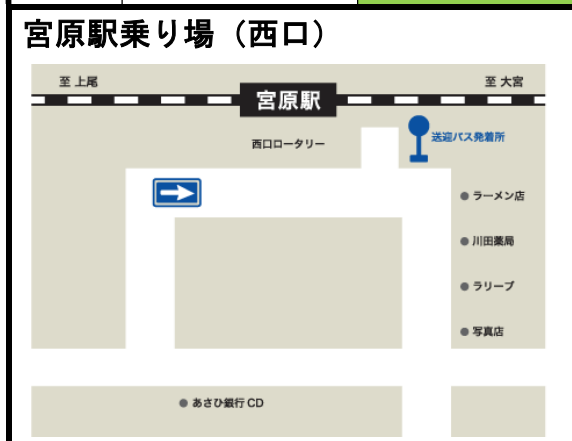 宮原駅乗り場（西口）
至 上尾
至 大宮
宮原駅
西口ロータリー
送迎バス発着所
ラーメン店
川田薬局
ラリーブ
写真店
あさひ銀行 CD